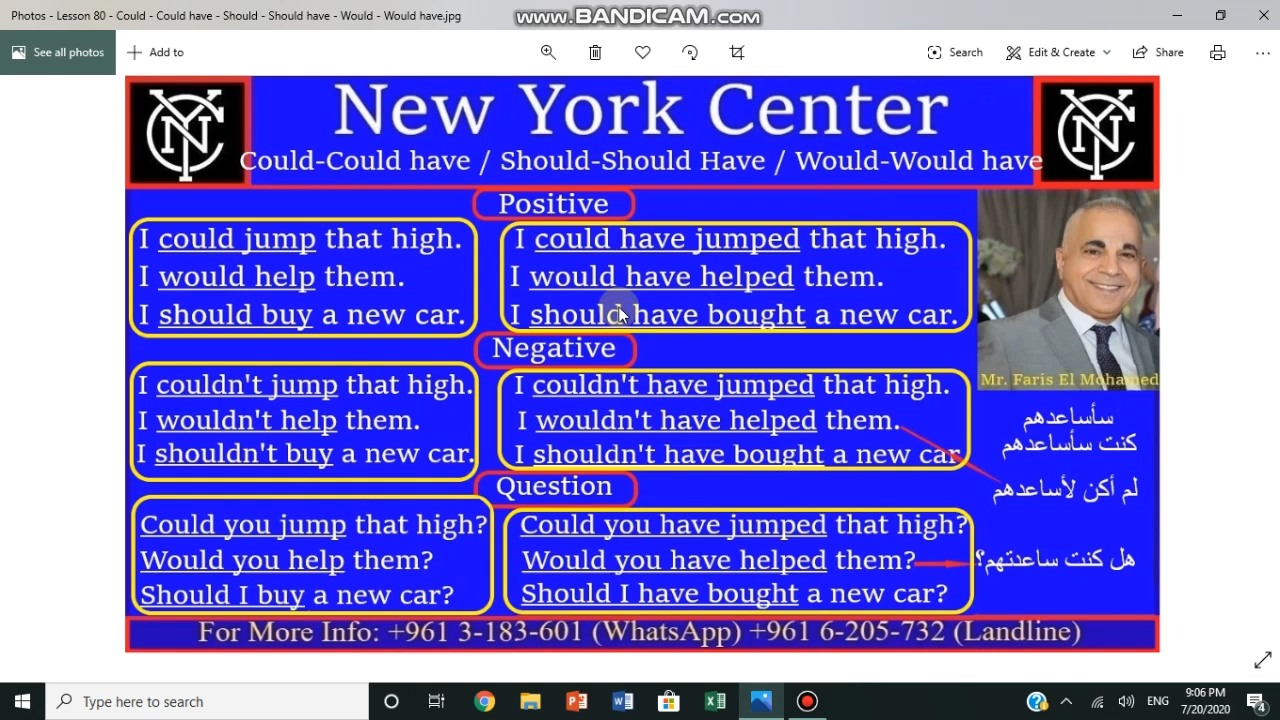 Photos - Lesson 80 - Could - Could have - Should - Should have - Would - Would have.jpg
www.BANDICAM.com
See all photos
Add to
Search
Edit & Create
Share
New York Center
Could-Could have / Should-Should Have / Would-Would have
Positive
I could jump that high.
I would help them.
I should buy a new car.
I could have jumped that high.
I would have helped them.
I should have bought a new car.
Mr. Faris El Mohamed
Negative
I couldn't jump that high.
I wouldn't help them.
I shouldn't buy a new car.
I couldn't have jumped that high.
I wouldn't have helped them.
I shouldn't have bought a new car
سأساعدهم
كنت سأساعدهم
لم أكن لأساعدهم
Question
Could you jump that high?
Would you help them?
Should I buy a new car?
Could you have jumped that high?
Would you have helped them?
Should I have bought a new car?
هل كنت ساعدتهم؟
For More Info: +961 3-183-601 (WhatsApp) +961 6-205-732 (Landline)
Type here to search
ENG
9:06 PM
7/20/2020
4